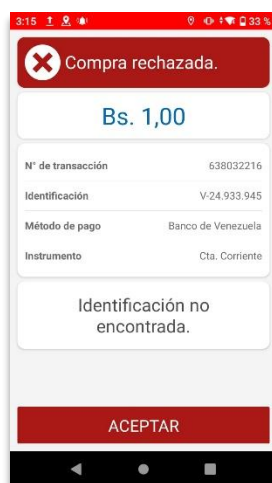 3:15 33 %
Compra rechazada.
Bs. 1,00
N° de transacción 638032216
Identificación V-24.933.945
Método de pago Banco de Venezuela
Instrumento Cta. Corriente
Identificación no
encontrada.
ACEPTAR